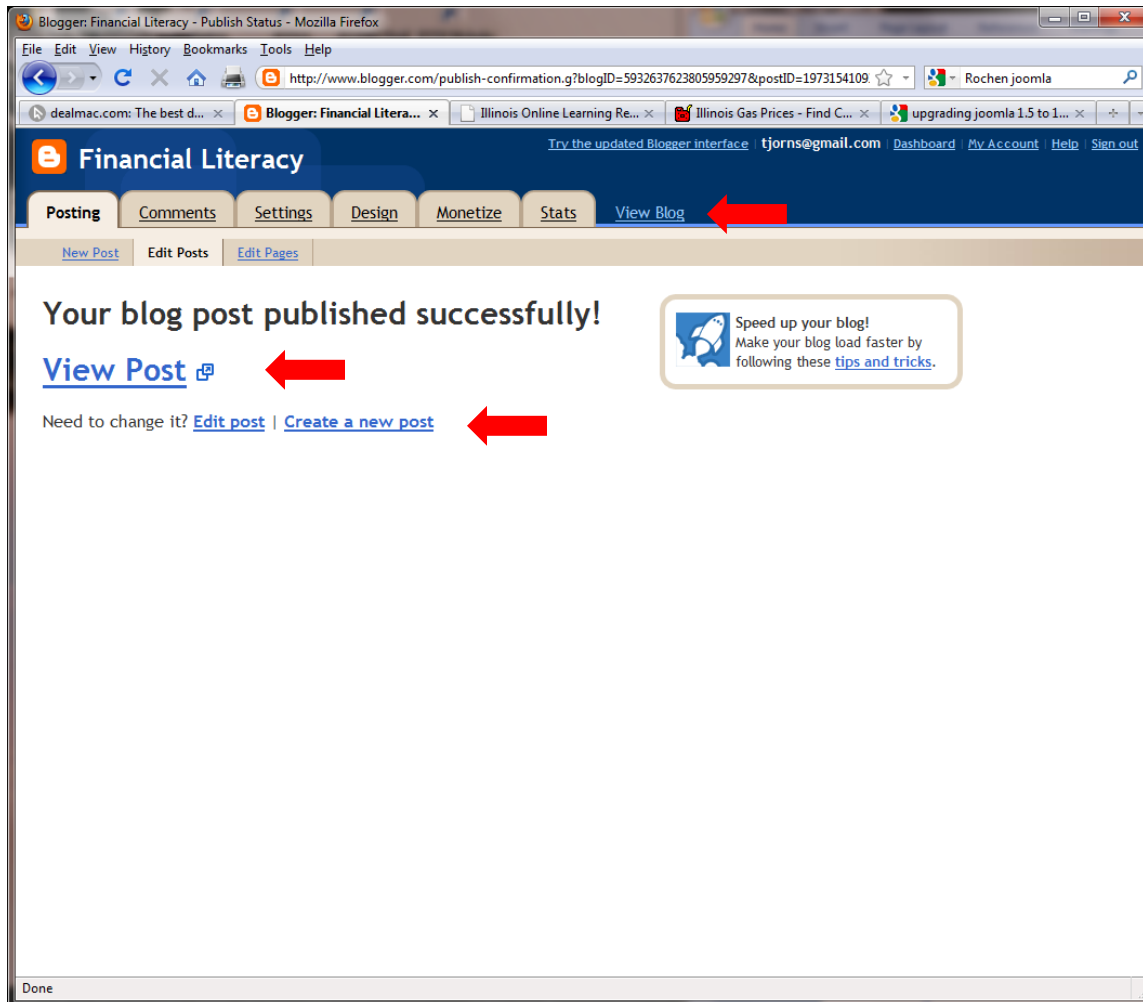 Blogger: Financial Literacy - Publish Status - Mozilla Firefox
File Edit View History Bookmarks Tools Help
http://www.blogger.com/publish-confirmation.g?blogID=5932637623805959297&postID=1973154109. Rochen joomla
dealmac.com: The best d... Blogger: Financial Litera... Illinois Online Learning Re... Illinois Gas Prices - Find C... upgrading joomla 1.5 to 1...
Try the updated Blogger interface | tjorns@gmail.com | Dashboard | My Account | Help | Sign out
Financial Literacy
Posting Comments Settings Design Monetize Stats View Blog
New Post Edit Posts Edit Pages
Your blog post published successfully!
View Post
Need to change it? Edit post | Create a new post
Speed up your blog!
Make your blog load faster by
following these tips and tricks.
Done